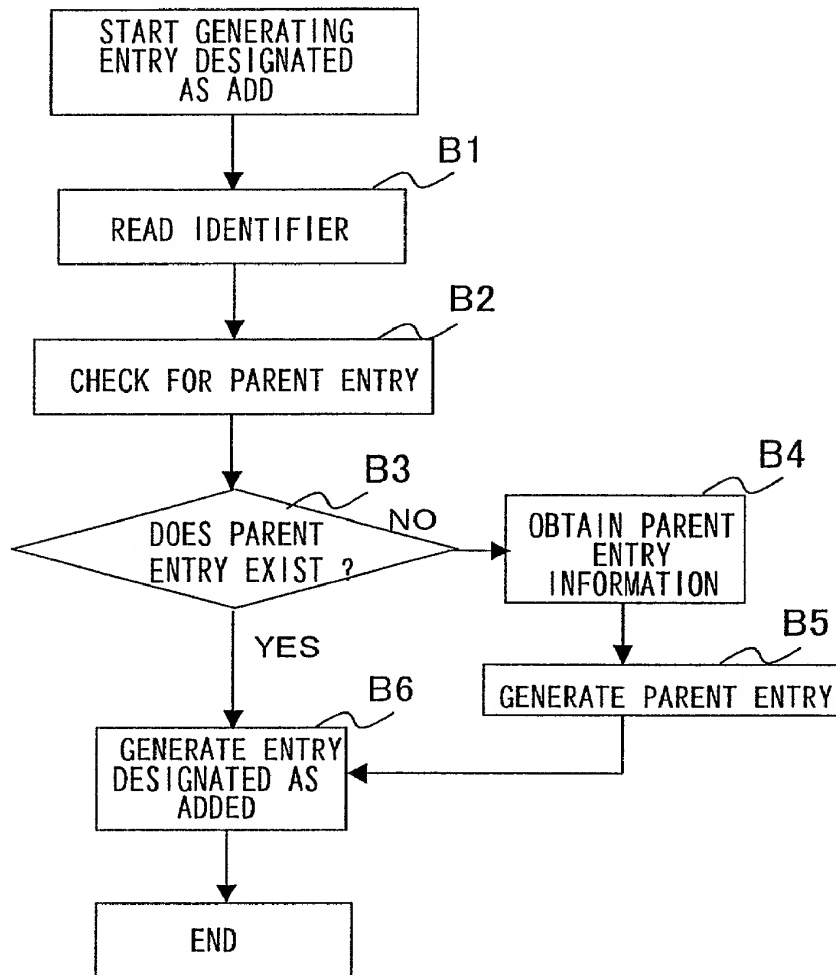 START GENERATING
ENTRY DESIGNATED
AS ADD
B1
READ IDENTIFIER
B2
CHECK FOR PARENT ENTRY
B3
DOES PARENT
ENTRY EXIST ?
NO
B4
OBTAIN PARENT
ENTRY
INFORMATION
YES
B5
GENERATE PARENT ENTRY
B6
GENERATE ENTRY
DESIGNATED AS
ADDED
END